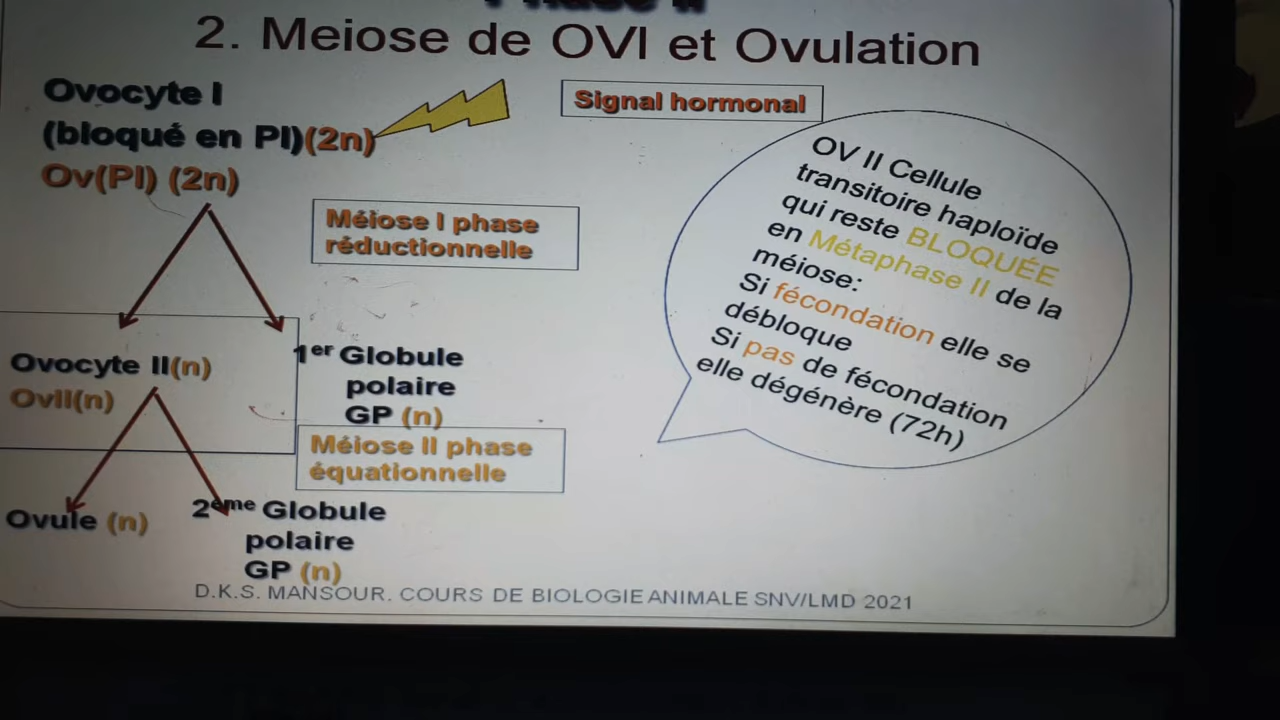 Phase II
2. Meiose de OVI et Ovulation
Ovocyte I
(bloqué en PI)(2n)
Ov(PI) (2n)
Signal hormonal
Méiose I phase
réductionnelle
OV II Cellule
transitoire haploïde
qui reste BLOQUÉE
en Métaphase II de la
méiose:
Si fécondation elle se
débloque
Si pas de fécondation
elle dégénère (72h)
Ovocyte II(n)
OvII(n)
1er Globule
polaire
GP (n)
Méiose II phase
équationnelle
Ovule (n)
2ème Globule
polaire
GP (n)
D.K.S. MANSOUR. COURS DE BIOLOGIE ANIMALE SNV/LMD 2021